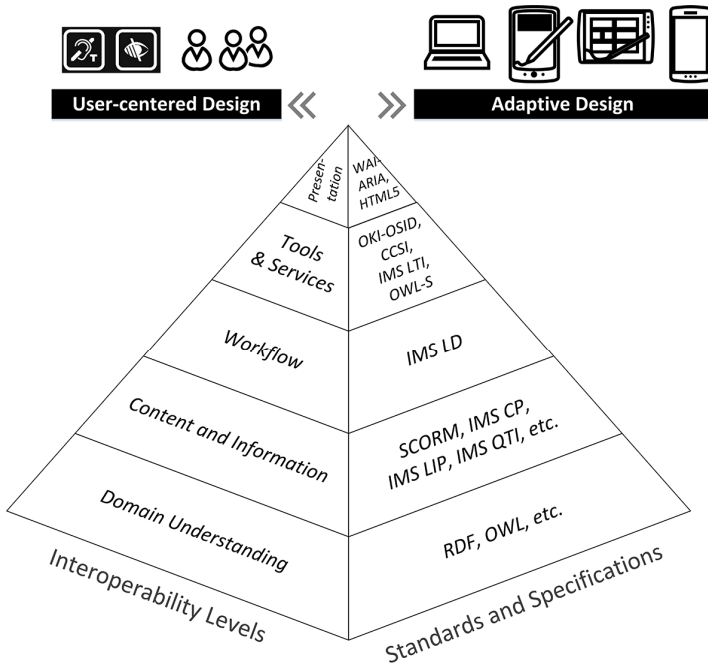 T
User-centered Design
Adaptive Design
Presen-
tation
WAI-
ARIA,
HTML5
Tools
& Services
OKI-OSID,
CCSI,
IMS LTI,
OWL-S
Workflow
IMS LD
Content and Information
SCORM, IMS CP,
IMS LIP, IMS QTI, etc.
Domain Understanding
RDF, OWL, etc.
Interoperability Levels
Standards and Specifications